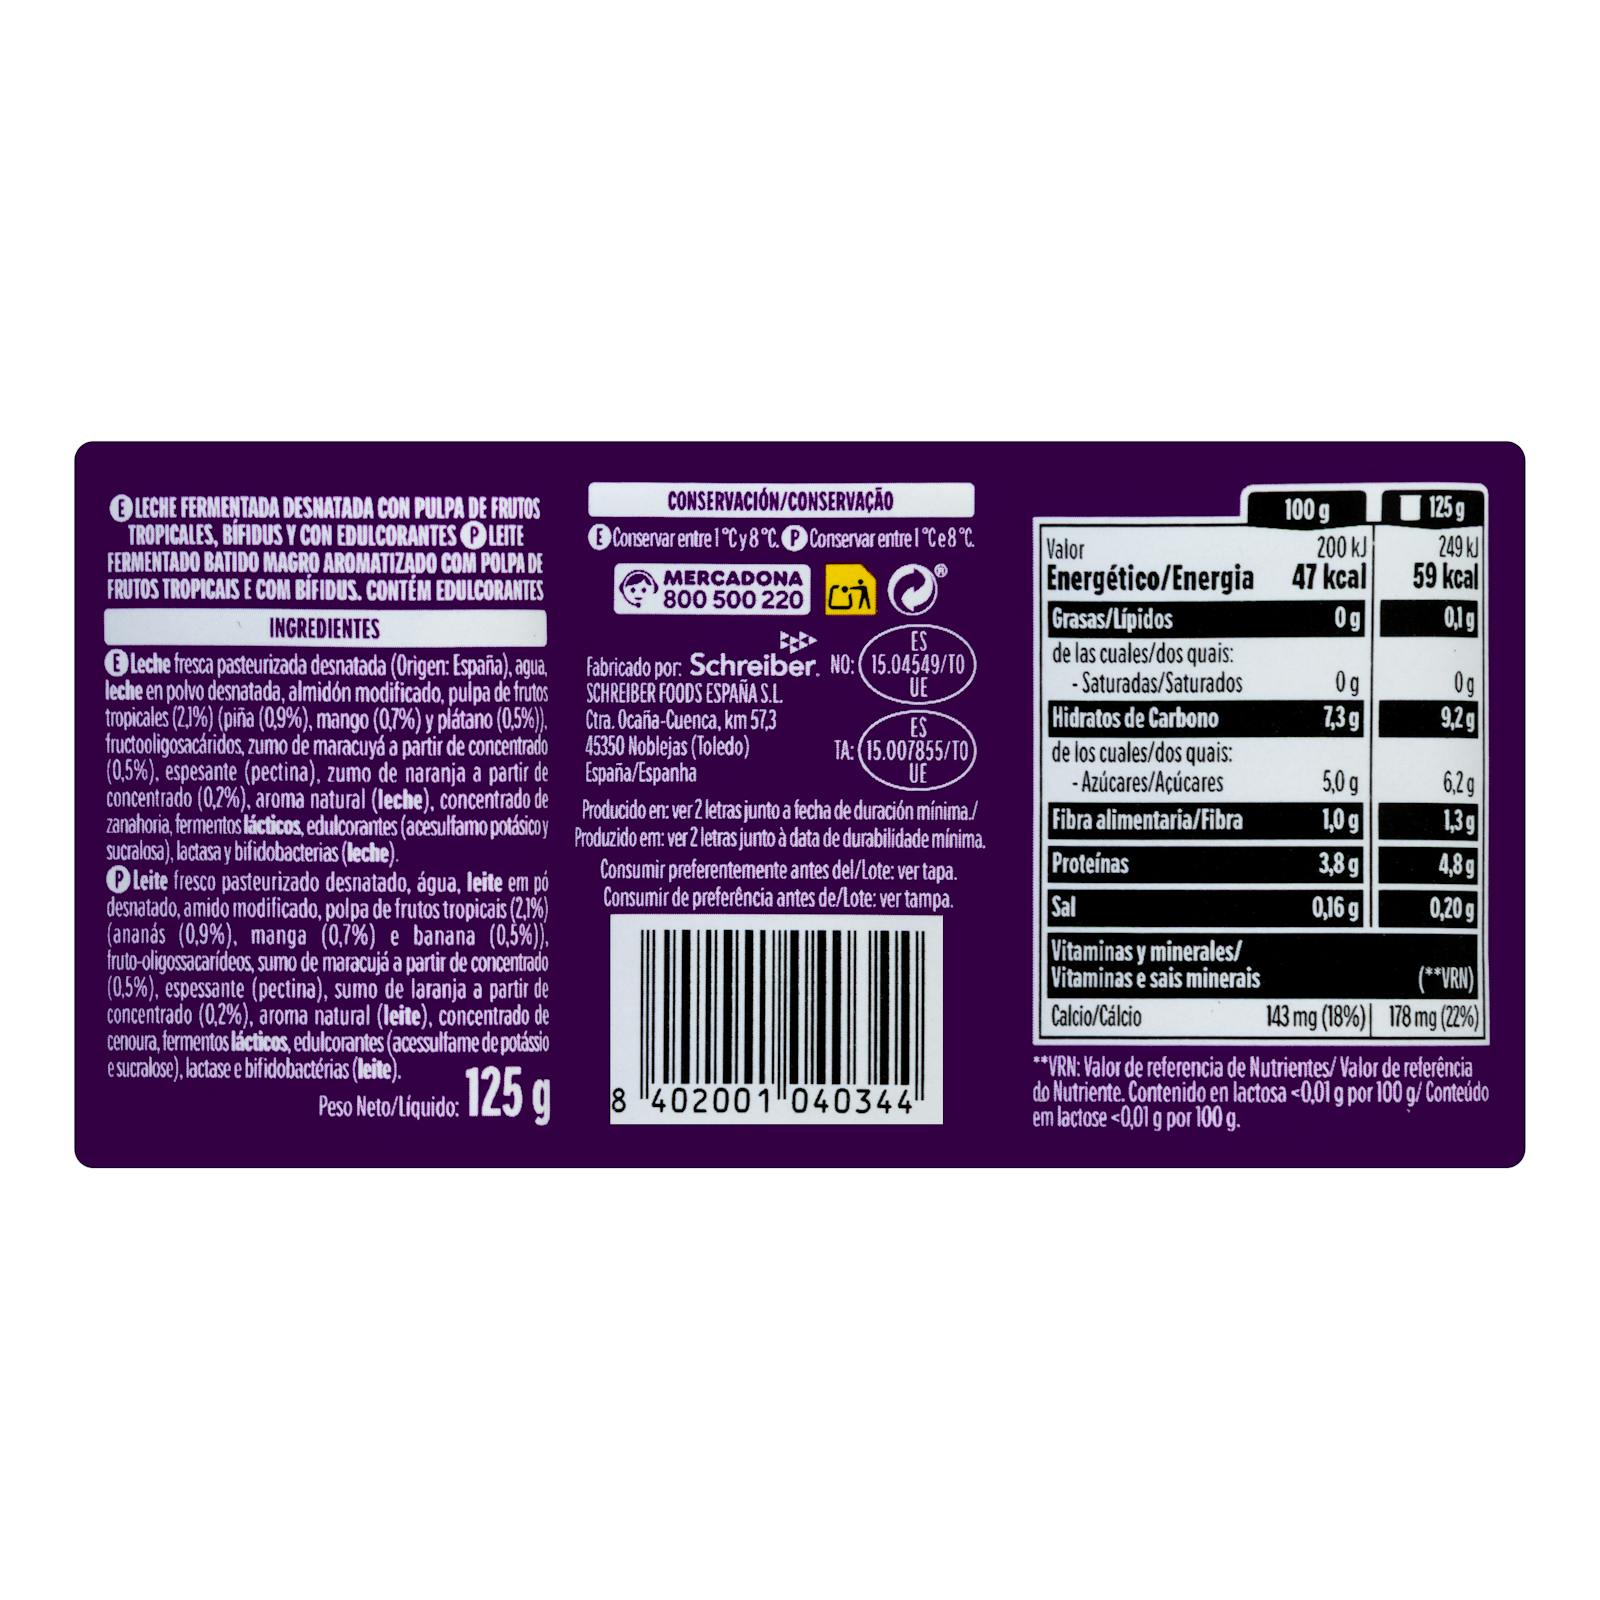 E LECHE FERMENTADA DESNATADA CON PULPA DE FRUTOS
TROPICALES, BÍFIDUS Y CON EDULCORANTES P LEITE
FERMENTADO BATIDO MAGRO AROMATIZADO COM POLPA DE
FRUTOS TROPICAIS E COM BÍFIDUS. CONTÉM EDULCORANTES
INGREDIENTES
E Leche fresca pasteurizada desnatada (Origen: España), agua,
leche en polvo desnatada, almidón modificado, pulpa de frutos
tropicales (2,1%) (piña (0,9%), mango (0,7%) y plátano (0,5%)),
fructooligosacáridos, zumo de maracuyá a partir de concentrado
(0,5%), espesante (pectina), zumo de naranja a partir de
concentrado (0,2%), aroma natural (leche), concentrado de
zanahoria, fermentos lácticos, edulcorantes (acesulfamo potásico y
sucralosa), lactasa y bifidobacterias (leche).
P Leite fresco pasteurizado desnatado, água, leite em pó
desnatado, amido modificado, polpa de frutos tropicais (2,1%)
(ananás (0,9%), manga (0,7%) e banana (0,5%)),
fruto-oligossacarídeos, sumo de maracujá a partir de concentrado
(0,5%), espessante (pectina), sumo de laranja a partir de
concentrado (0,2%), aroma natural (leite), concentrado de
cenoura, fermentos lácticos, edulcorantes (acessulfame de potássio
e sucralose), lactase e bifidobactérias (leite).
Peso Neto/Líquido: 125 g
CONSERVACIÓN/CONSERVAÇÃO
E Conservar entre 1 °C y 8 °C. P Conservar entre 1 °C e 8 °C.
MERCADONA
800 500 220
Fabricado por: Schreiber.
SCHREIBER FOODS ESPAÑA S.L.
Ctra. Ocaña-Cuenca, km 57,3
45350 Noblejas (Toledo)
España/Espanha
NO: ES
15.04549/TO
UE
TA: ES
15.007855/TO
UE
Producido en: ver 2 letras junto a fecha de duración mínima./
Produzido em: ver 2 letras junto à data de durabilidade mínima.
Consumir preferentemente antes del/Lote: ver tapa.
Consumir de preferência antes de/Lote: ver tampa.
8 402001 040344
100 g 125 g
Valor 200 kJ 249 kJ
Energético/Energia 47 kcal 59 kcal
Grasas/Lípidos 0 g 0,1 g
de las cuales/dos quais:
- Saturadas/Saturados 0 g 0 g
Hidratos de Carbono 7,3 g 9,2 g
de los cuales/dos quais:
- Azúcares/Açúcares 5,0 g 6,2 g
Fibra alimentaria/Fibra 1,0 g 1,3 g
Proteínas 3,8 g 4,8 g
Sal 0,16 g 0,20 g
Vitaminas y minerales/
Vitaminas e sais minerais (**VRN)
Calcio/Cálcio 143 mg (18%) 178 mg (22%)
**VRN: Valor de referencia de Nutrientes/ Valor de referência
do Nutriente. Contenido en lactosa <0,01 g por 100 g/ Conteúdo
em lactose <0,01 g por 100 g.